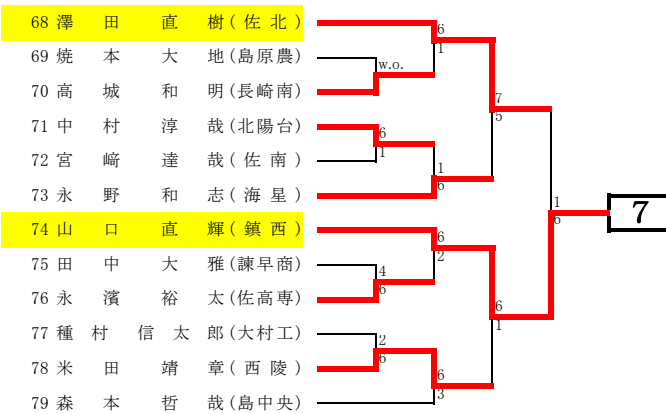 68 澤田直樹(佐北)
69 焼本大地(島原農)
70 高城和明(長崎南)
71 中村淳哉(北陽台)
72 宮﨑達哉(佐南)
73 永野和志(海星)
74 山口直輝(鎮西)
75 田中大雅(諫早商)
76 永濱裕太(佐高専)
77 種村信太郎(大村工)
78 米田靖章(西陵)
79 森本哲哉(島中央)
6
1
w.o.
7
5
6
1
1
6
1
6
7
6
2
4
6
6
1
2
6
6
3